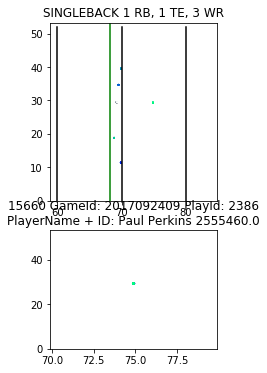 SINGLEBACK 1 RB, 1 TE, 3 WR
50
40
30
20
10
0
60 70 80
15660 GameId: 2017092409 PlayId: 2386
PlayerName + ID: Paul Perkins 2555460.0
40
20
0
70.0 72.5 75.0 77.5